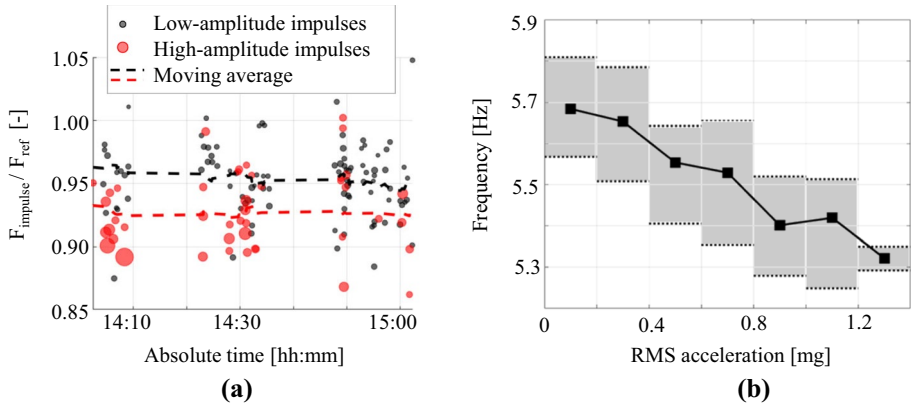 Low-amplitude impulses
High-amplitude impulses
Moving average
1.05
1.00
0.95
0.90
0.85
F_impulse / F_ref [-]
14:10 14:30 15:00
Absolute time [hh:mm]
(a)
5.9
5.7
5.5
5.3
Frequency [Hz]
0 0.4 0.8 1.2
RMS acceleration [mg]
(b)